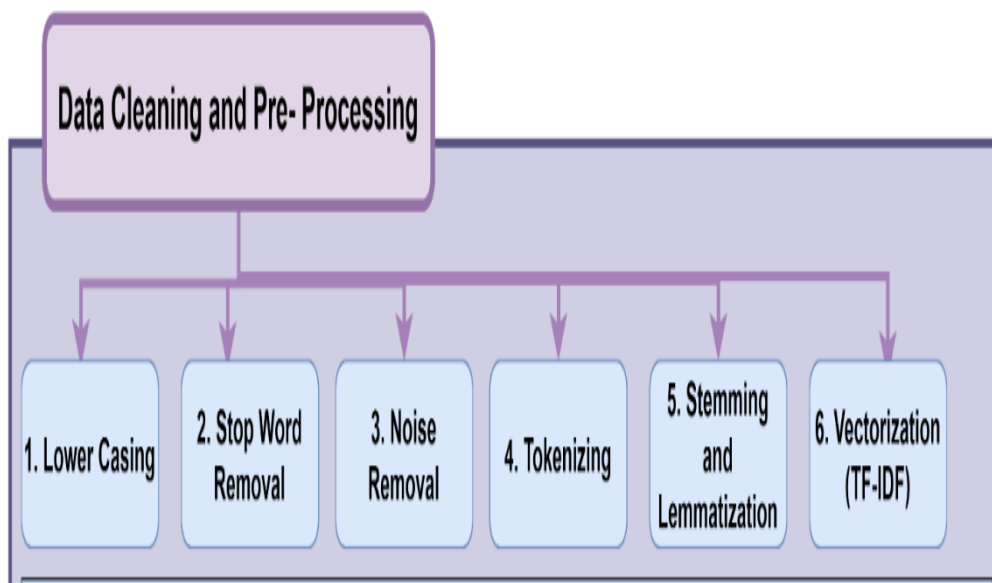 Data Cleaning and Pre- Processing
1. Lower Casing
2. Stop Word
Removal
3. Noise
Removal
4. Tokenizing
5. Stemming
and
Lemmatization
6. Vectorization
(TF-IDF)